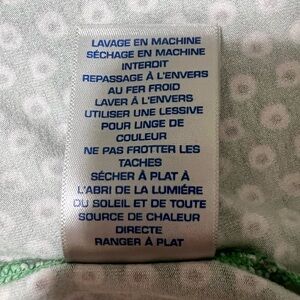 LAVAGE EN MACHINE
SÉCHAGE EN MACHINE
INTERDIT
REPASSAGE À L'ENVERS
AU FER FROID
LAVER À L'ENVERS
UTILISER UNE LESSIVE
POUR LINGE DE
COULEUR
NE PAS FROTTER LES
TACHES
SÉCHER À PLAT À
L'ABRI DE LA LUMIÉRE
DU SOLEIL ET DE TOUTE
SOURCE DE CHALEUR
DIRECTE
RANGER À PLAT